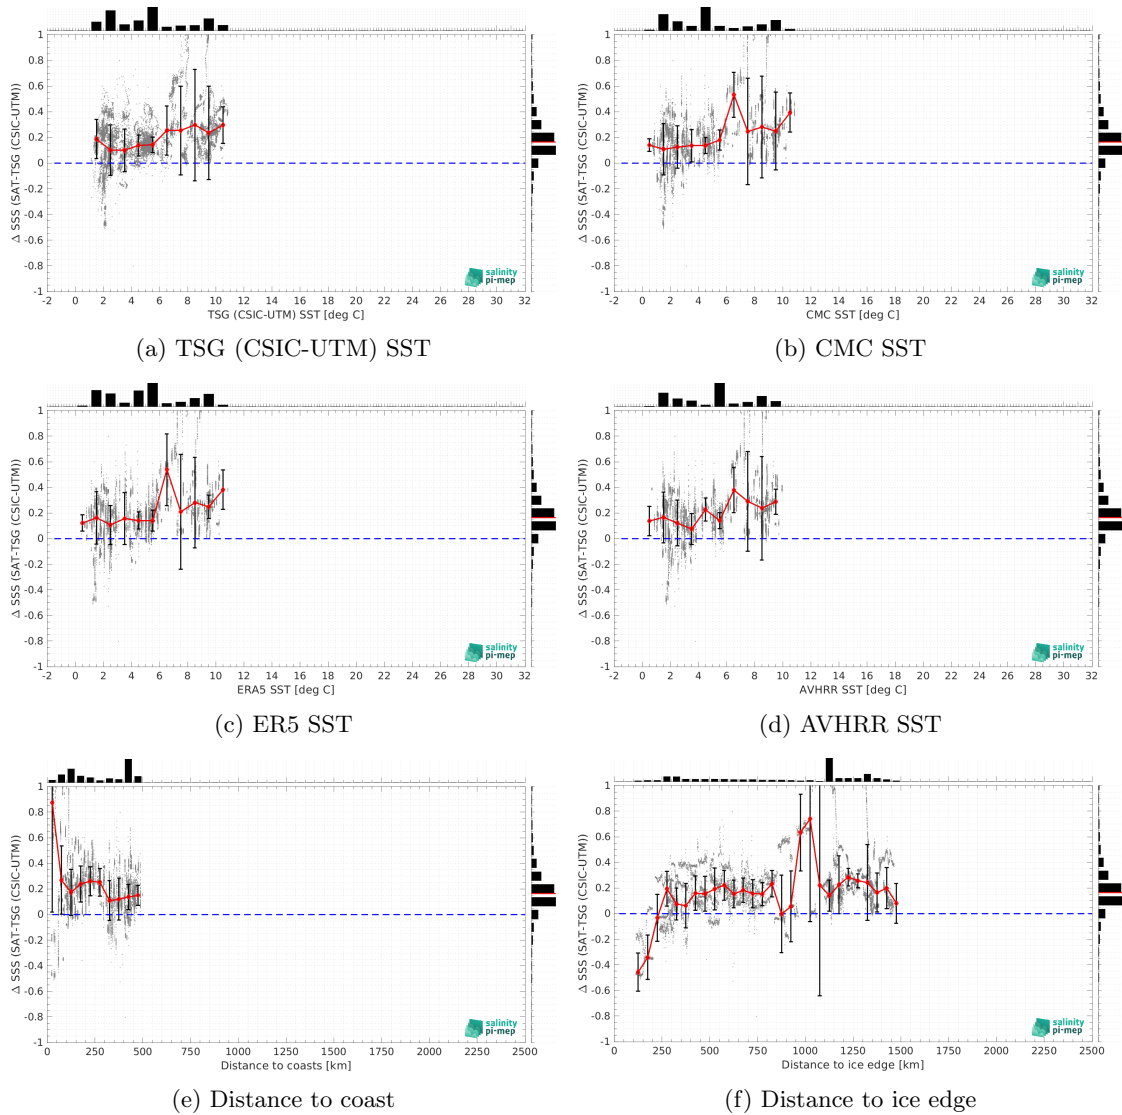 1
0.8
0.6
0.4
0.2
0
-0.2
-0.4
-0.6
-0.8
-1
Δ SSS (SAT-TSG (CSIC-UTM))
salinity
pi-mep
-2 0 2 4 6 8 10 12 14 16 18 20 22 24 26 28 30 32
TSG (CSIC-UTM) SST [deg C]
(a) TSG (CSIC-UTM) SST
1
0.8
0.6
0.4
0.2
0
-0.2
-0.4
-0.6
-0.8
-1
Δ SSS (SAT-TSG (CSIC-UTM))
salinity
pi-mep
-2 0 2 4 6 8 10 12 14 16 18 20 22 24 26 28 30 32
CMC SST [deg C]
(b) CMC SST
1
0.8
0.6
0.4
0.2
0
-0.2
-0.4
-0.6
-0.8
-1
Δ SSS (SAT-TSG (CSIC-UTM))
salinity
pi-mep
-2 0 2 4 6 8 10 12 14 16 18 20 22 24 26 28 30 32
ERA5 SST [deg C]
(c) ER5 SST
1
0.8
0.6
0.4
0.2
0
-0.2
-0.4
-0.6
-0.8
-1
Δ SSS (SAT-TSG (CSIC-UTM))
salinity
pi-mep
-2 0 2 4 6 8 10 12 14 16 18 20 22 24 26 28 30 32
AVHRR SST [deg C]
(d) AVHRR SST
1
0.8
0.6
0.4
0.2
0
-0.2
-0.4
-0.6
-0.8
-1
Δ SSS (SAT-TSG (CSIC-UTM))
salinity
pi-mep
0 250 500 750 1000 1250 1500 1750 2000 2250 2500
Distance to coasts [km]
(e) Distance to coast
1
0.8
0.6
0.4
0.2
0
-0.2
-0.4
-0.6
-0.8
-1
Δ SSS (SAT-TSG (CSIC-UTM))
salinity
pi-mep
0 250 500 750 1000 1250 1500 1750 2000 2250 2500
Distance to ice edge [km]
(f) Distance to ice edge